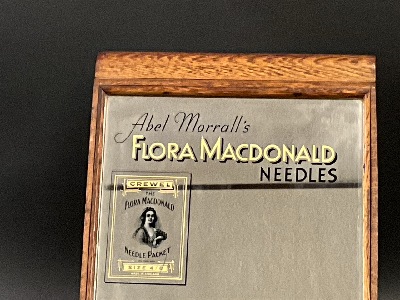 Abel Morrall's
FLORA MACDONALD
NEEDLES
CREWEL
THE
FLORA MACDONALD
NEEDLE PACKET